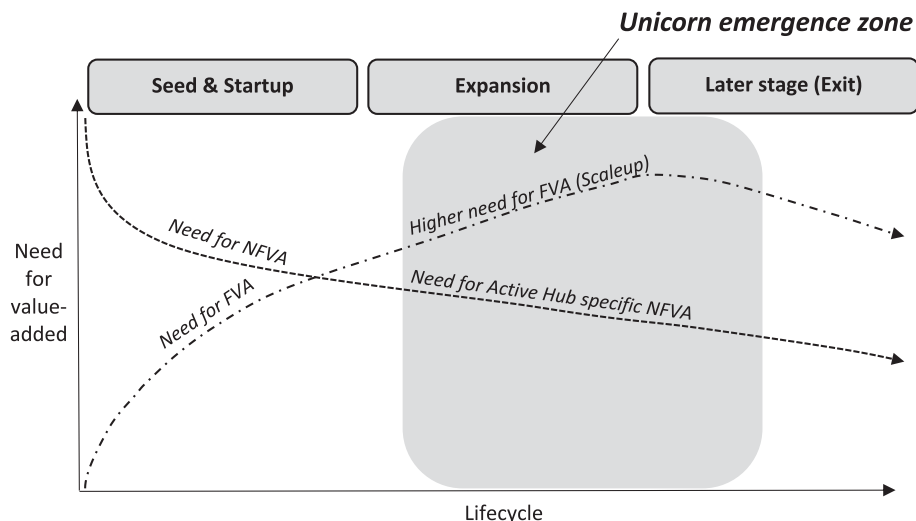 Unicorn emergence zone
Seed & Startup
Expansion
Later stage (Exit)
Higher need for FVA (Scaleup)
Need for NFVA
Need for FVA
Need for Active Hub specific NFVA
Need
for
value-
added
Lifecycle